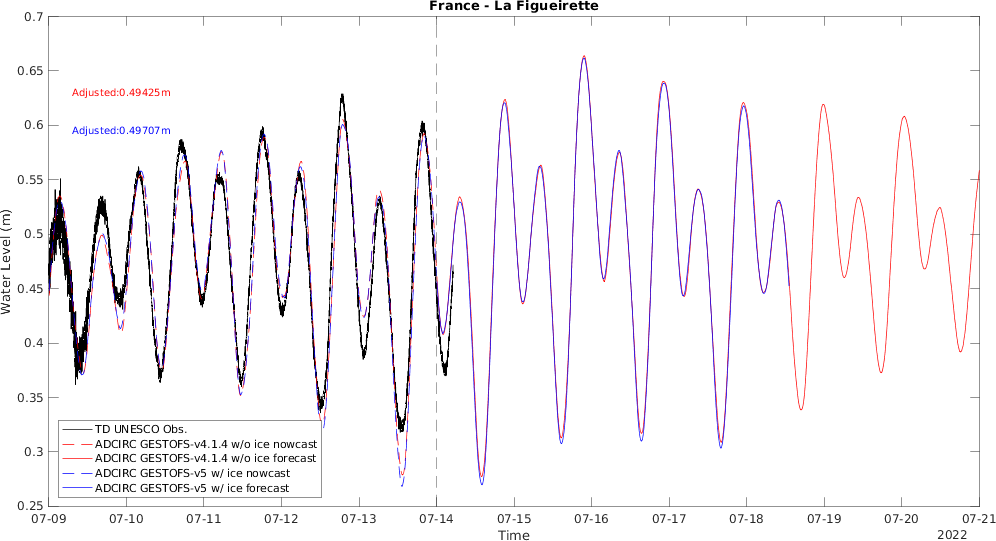 France - La Figueirette
0.7
0.65
0.6
0.55
0.5
0.45
0.4
0.35
0.3
0.25
Water Level (m)
Adjusted:0.49425m
Adjusted:0.49707m
TD UNESCO Obs.
ADCIRC GESTOFS-v4.1.4 w/o ice nowcast
ADCIRC GESTOFS-v4.1.4 w/o ice forecast
ADCIRC GESTOFS-v5 w/ ice nowcast
ADCIRC GESTOFS-v5 w/ ice forecast
07-09 07-10 07-11 07-12 07-13 07-14 07-15 07-16 07-17 07-18 07-19 07-20 07-21
Time
2022